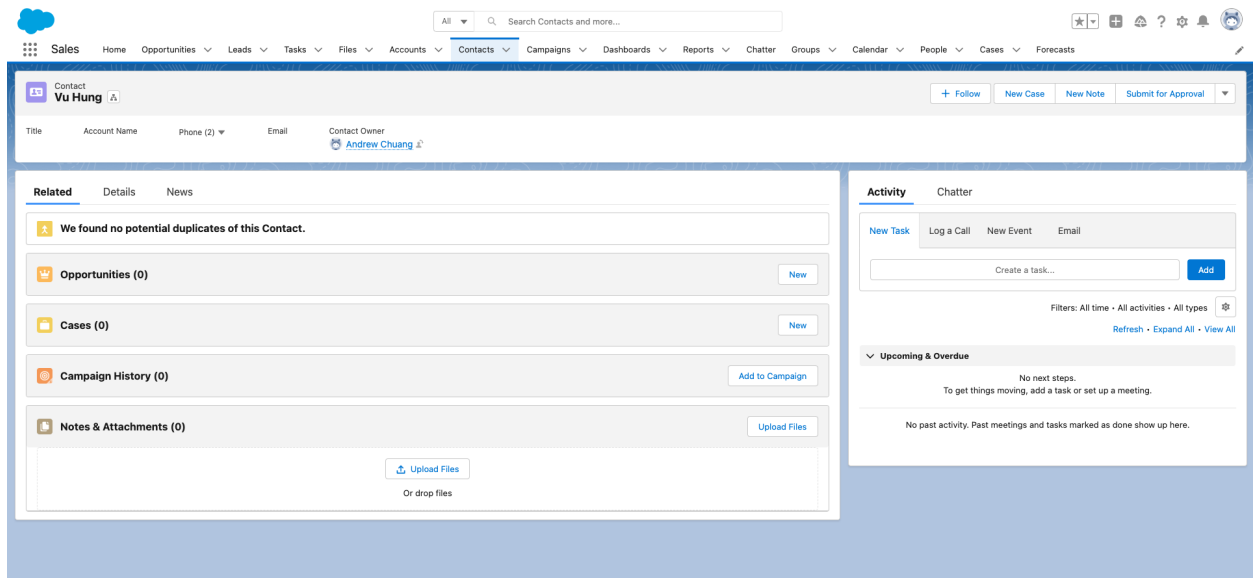 All
Search Contacts and more...
Sales Home Opportunities Leads Tasks Files Accounts Contacts Campaigns Dashboards Reports Chatter Groups Calendar People Cases Forecasts
Contact
Vu Hung
+ Follow New Case New Note Submit for Approval
Title Account Name Phone (2) Email Contact Owner
Andrew Chuang
Related Details News
We found no potential duplicates of this Contact.
Opportunities (0) New
Cases (0) New
Campaign History (0) Add to Campaign
Notes & Attachments (0) Upload Files
Upload Files
Or drop files
Activity Chatter
New Task Log a Call New Event Email
Create a task... Add
Filters: All time • All activities • All types
Refresh • Expand All • View All
Upcoming & Overdue
No next steps.
To get things moving, add a task or set up a meeting.
No past activity. Past meetings and tasks marked as done show up here.